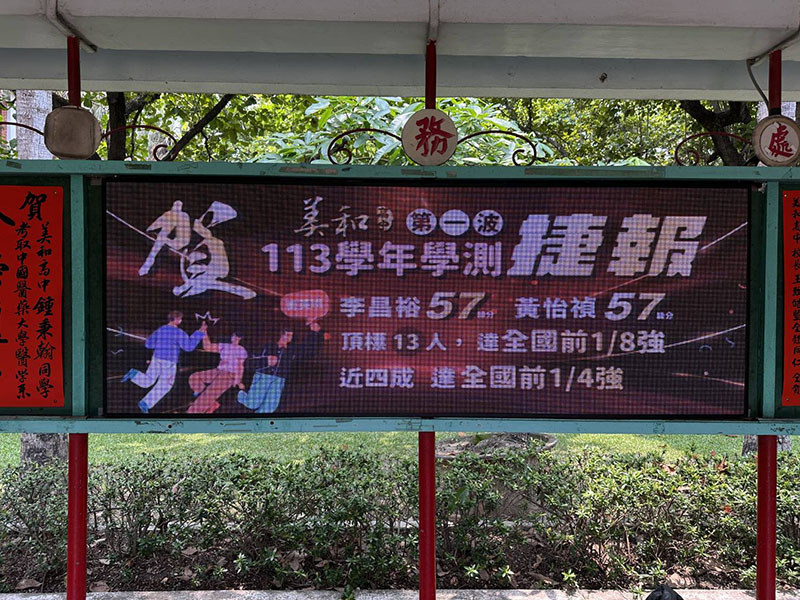 務
處
賀
美和高中
第一波
113學年學測
捷報
李昌裕57級分 黃怡禎57級分
頂標13人，達全國前1/8強
近四成 達全國前1/4強
賀
美和高中鍾秉翰同學
考取中國醫藥大學醫學系